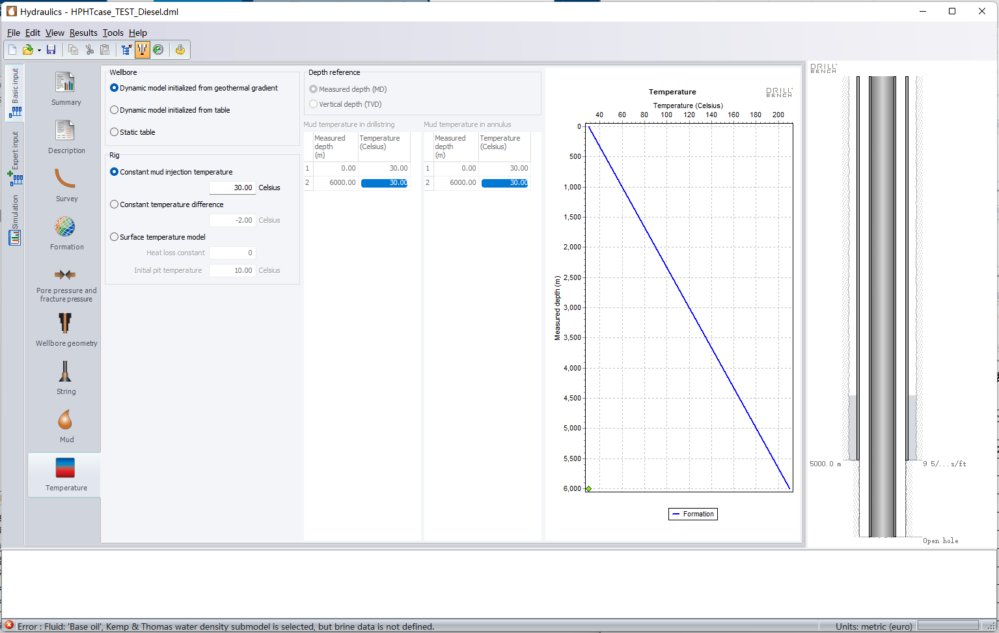 Hydraulics - HPHTcase_TEST_Diesel.dml
File Edit View Results Tools Help
Basic input
Expert input
Simulation
Summary
Description
Survey
Formation
Pore pressure and
fracture pressure
Wellbore geometry
String
Mud
Temperature
Wellbore
Dynamic model initialized from geothermal gradient
Dynamic model initialized from table
Static table
Rig
Constant mud injection temperature
30.00 Celsius
Constant temperature difference
-2.00 Celsius
Surface temperature model
Heat loss constant 0
Initial pit temperature 10.00 Celsius
Depth reference
Measured depth (MD)
Vertical depth (TVD)
Mud temperature in drillstring
Measured
depth
(m)
Temperature
(Celsius)
1 0.00 30.00
2 6000.00 30.00
Mud temperature in annulus
Measured
depth
(m)
Temperature
(Celsius)
1 0.00 30.00
2 6000.00 30.00
Temperature
DRILL
BENCH
Temperature (Celsius)
40 60 80 100 120 140 160 180 200
Measured depth (m)
0
500
1,000
1,500
2,000
2,500
3,000
3,500
4,000
4,500
5,000
5,500
6,000
Formation
DRILL
BENCH
5000.0 m
9 5/...s/ft
Open hole
Error : Fluid: 'Base oil', Kemp & Thomas water density submodel is selected, but brine data is not defined.
Units: metric (euro)